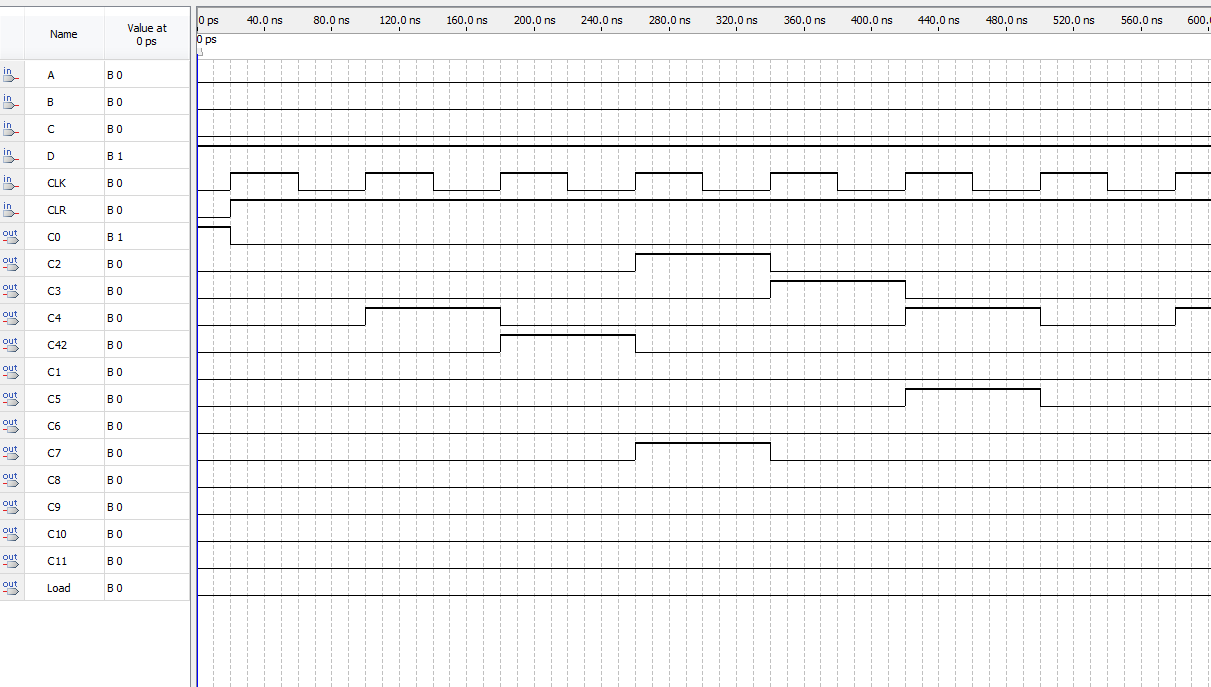 Name Value at
0 ps
0 ps 40.0 ns 80.0 ns 120.0 ns 160.0 ns 200.0 ns 240.0 ns 280.0 ns 320.0 ns 360.0 ns 400.0 ns 440.0 ns 480.0 ns 520.0 ns 560.0 ns 600.
0 ps
in A B 0
in B B 0
in C B 0
in D B 1
in CLK B 0
in CLR B 0
out C0 B 1
out C2 B 0
out C3 B 0
out C4 B 0
out C42 B 0
out C1 B 0
out C5 B 0
out C6 B 0
out C7 B 0
out C8 B 0
out C9 B 0
out C10 B 0
out C11 B 0
out Load B 0